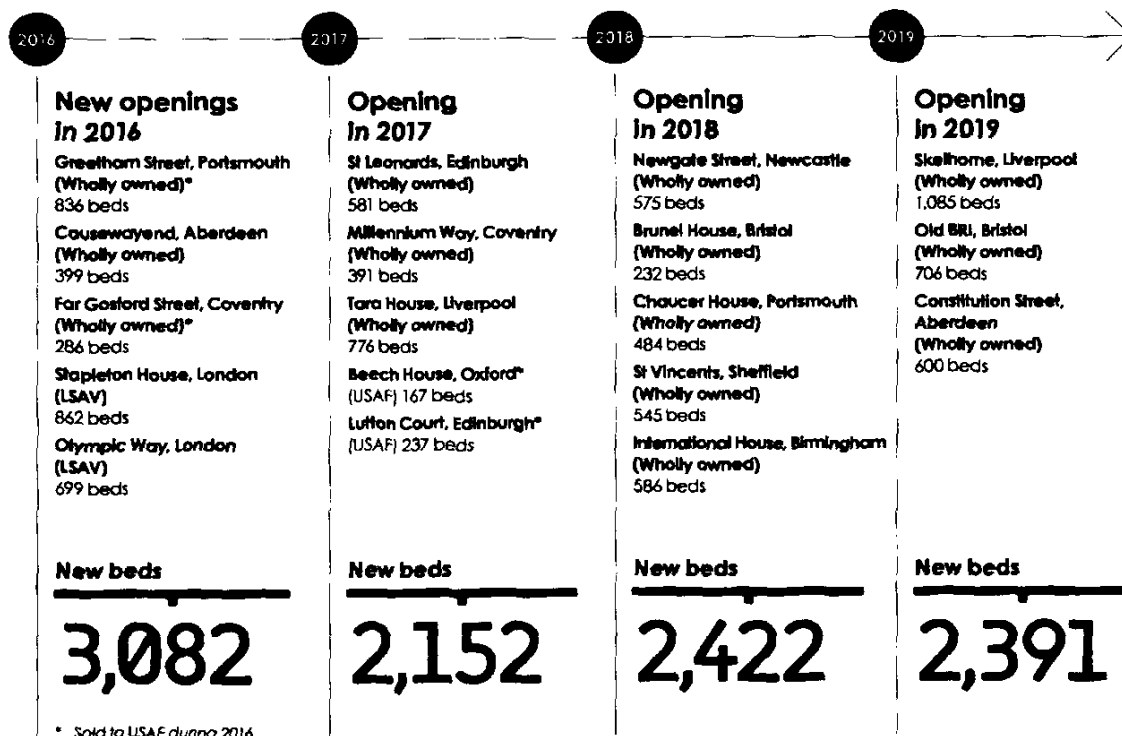 2016
2017
2018
2019
New openings
in 2016
Greetham Street, Portsmouth
(Wholly owned)*
836 beds
Causewayend, Aberdeen
(Wholly owned)
399 beds
Far Gosford Street, Coventry
(Wholly owned)*
286 beds
Stapleton House, London
(LSAV)
862 beds
Olympic Way, London
(LSAV)
699 beds
New beds
3,082
* Sold to USAF during 2016
Opening
in 2017
St Leonards, Edinburgh
(Wholly owned)
581 beds
Millennium Way, Coventry
(Wholly owned)
391 beds
Tara House, Liverpool
(Wholly owned)
776 beds
Beech House, Oxford*
(USAF) 167 beds
Lutton Court, Edinburgh*
(USAF) 237 beds
New beds
2,152
Opening
in 2018
Newgate Street, Newcastle
(Wholly owned)
575 beds
Brunel House, Bristol
(Wholly owned)
232 beds
Chaucer House, Portsmouth
(Wholly owned)
484 beds
St Vincents, Sheffield
(Wholly owned)
545 beds
International House, Birmingham
(Wholly owned)
586 beds
New beds
2,422
Opening
in 2019
Skelhorne, Liverpool
(Wholly owned)
1,085 beds
Old BRI, Bristol
(Wholly owned)
706 beds
Constitution Street,
Aberdeen
(Wholly owned)
600 beds
New beds
2,391